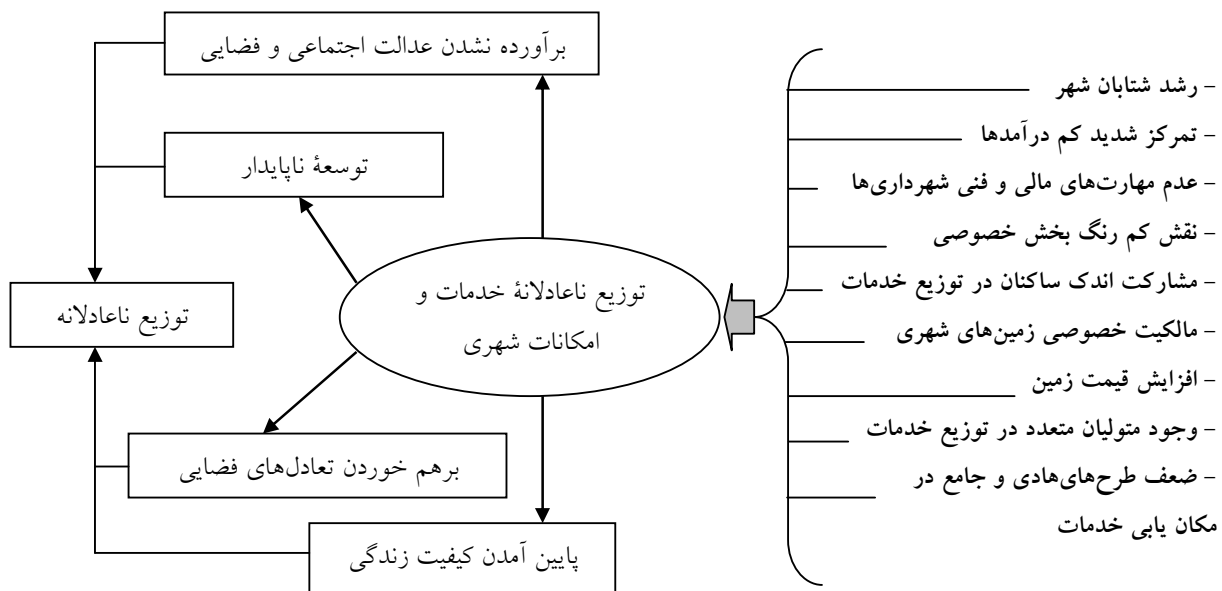 برآورده نشدن عدالت اجتماعی و فضایی
– رشد شتابان شهر
– تمرکز شدید کم درآمدها
توسعهٔ ناپایدار
– عدم مهارت‌های مالی و فنی شهرداری‌ها
– نقش کم رنگ بخش خصوصی
– مشارکت اندک ساکنان در توزیع خدمات
– مالکیت خصوصی زمین‌های شهری
– افزایش قیمت زمین
– وجود متولیان متعدد در توزیع خدمات
– ضعف طرح‌های‌هادی و جامع در
مکان یابی خدمات
توزیع ناعادلانهٔ خدمات و
امکانات شهری
توزیع ناعادلانه
برهم خوردن تعادل‌های فضایی
پایین آمدن کیفیت زندگی